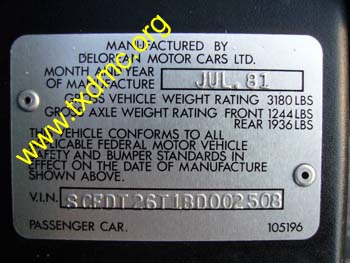 MANUFACTURED BY
DELOREAN MOTOR CARS LTD.
MONTH AND YEAR
OF MANUFACTURE JUL.81
GROSS VEHICLE WEIGHT RATING 3180 LBS
GROSS AXLE WEIGHT RATING FRONT 1244 LBS
REAR 1936 LBS
THIS VEHICLE CONFORMS TO ALL
APPLICABLE FEDERAL MOTOR VEHICLE
SAFETY AND BUMPER STANDARDS IN
EFFECT ON THE DATE OF MANUFACTURE
SHOWN ABOVE.
V.I.N. SCEDT26T1BD002508
PASSENGER CAR. 105196
www.txdmc.org